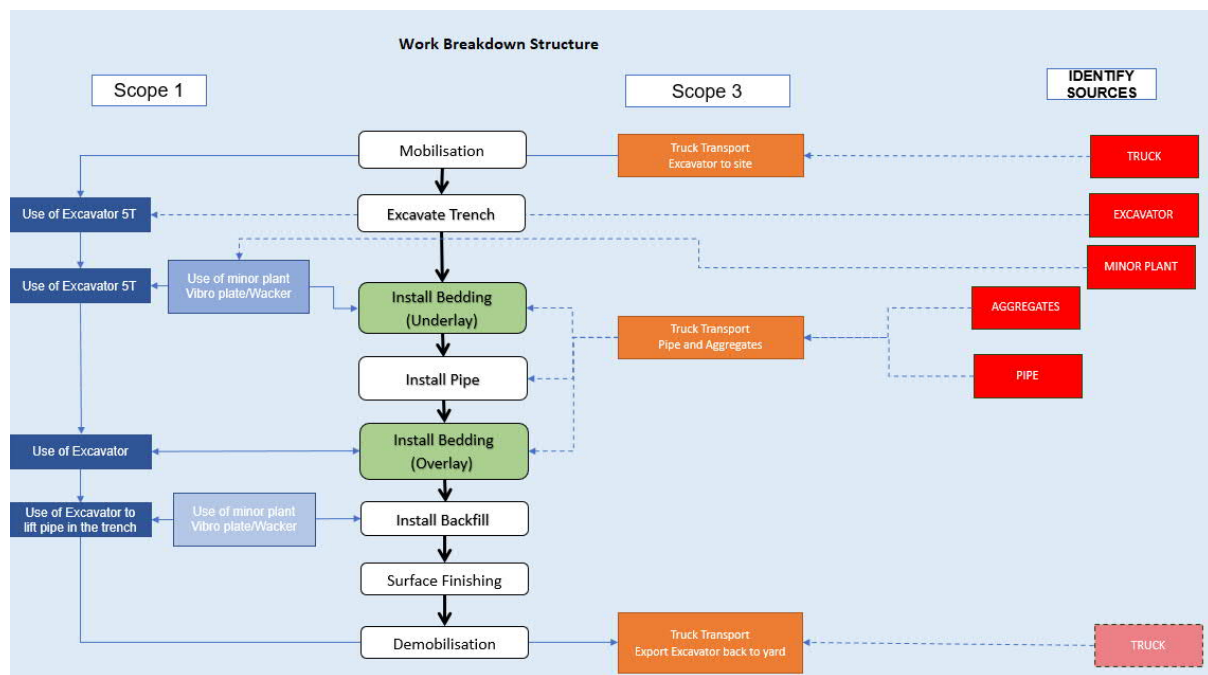 Work Breakdown Structure
Scope 1
Scope 3
IDENTIFY
SOURCES
Mobilisation
Truck Transport
Excavator to site
TRUCK
Use of Excavator 5T
Excavate Trench
EXCAVATOR
Use of Excavator 5T
Use of minor plant
Vibro plate/Wacker
MINOR PLANT
Install Bedding
(Underlay)
Truck Transport
Pipe and Aggregates
AGGREGATES
Install Pipe
PIPE
Use of Excavator
Install Bedding
(Overlay)
Use of Excavator to
lift pipe in the trench
Use of minor plant
Vibro plate/Wacker
Install Backfill
Surface Finishing
Demobilisation
Truck Transport
Export Excavator back to yard
TRUCK